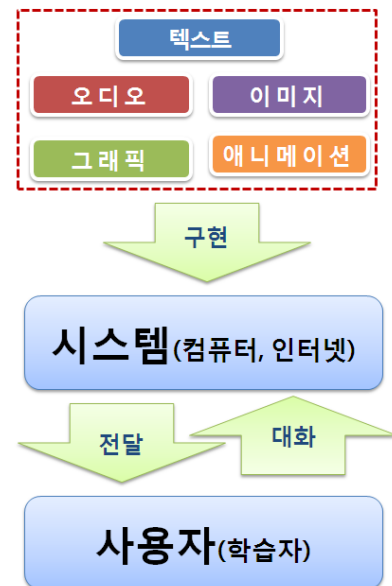 텍스트
오디오 이미지
그래픽 애니메이션
구현
시스템(컴퓨터, 인터넷)
전달 대화
사용자(학습자)